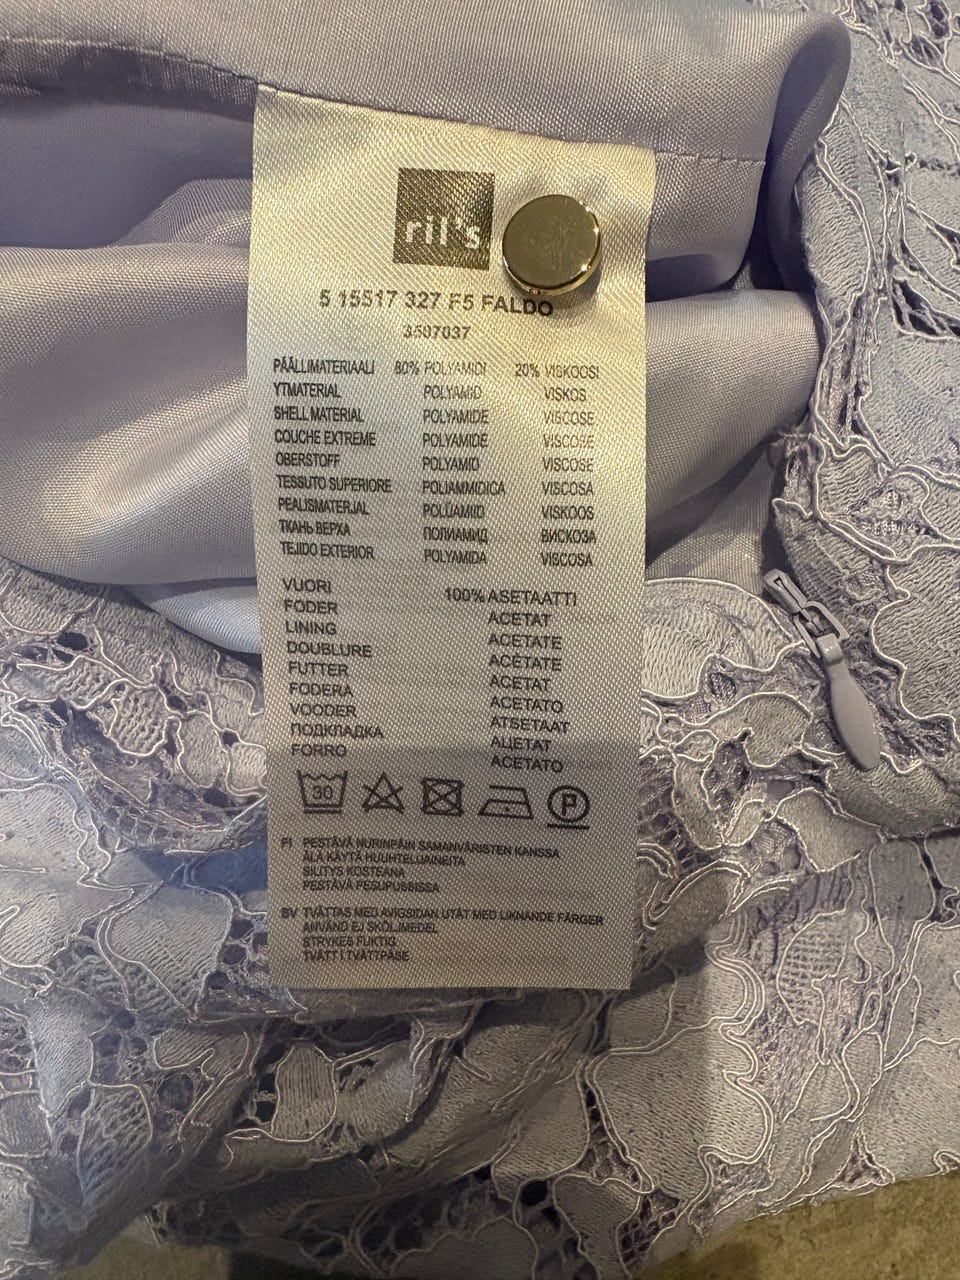 ril's
5 15517 327 F5 FALDO
3507037
PÄÄLLIMATERIAALI 80% POLYAMIDI 20% VISKOOSI
YTMATERIAL POLYAMID VISKOS
SHELL MATERIAL POLYAMIDE VISCOSE
COUCHE EXTREME POLYAMIDE VISCOSE
OBERSTOFF POLYAMID VISCOSE
TESSUTO SUPERIORE POLIAMMIDICA VISCOSA
PEALISMATERJAL POLÜAMIID VISKOOS
ТКАНЬ ВЕРХА ПОЛИАМИД ВИСКОЗА
TEJIDO EXTERIOR POLYAMIDA VISCOSA
VUORI 100% ASETAATTI
FODER ACETAT
LINING ACETATE
DOUBLURE ACÉTATE
FUTTER ACETAT
FODERA ACETATO
VOODER ATSETAAT
ПОДКЛАДКА АЦЕТАТ
FORRO ACETATO
30 P
FI PESTÄVÄ NURINPÄIN SAMANVÄRISTEN KANSSA
ÄLÄ KÄYTÄ HUUHTELUAINEITA
SILITYS KOSTEANA
PESTÄVÄ PESUPUSSISSA
SV TVÄTTAS MED AVIGSIDAN UTÅT MED LIKNANDE FÄRGER
ANVÄND EJ SKÖLJMEDEL
STRYKES FUKTIG
TVÄTT I TVÄTTPÅSE